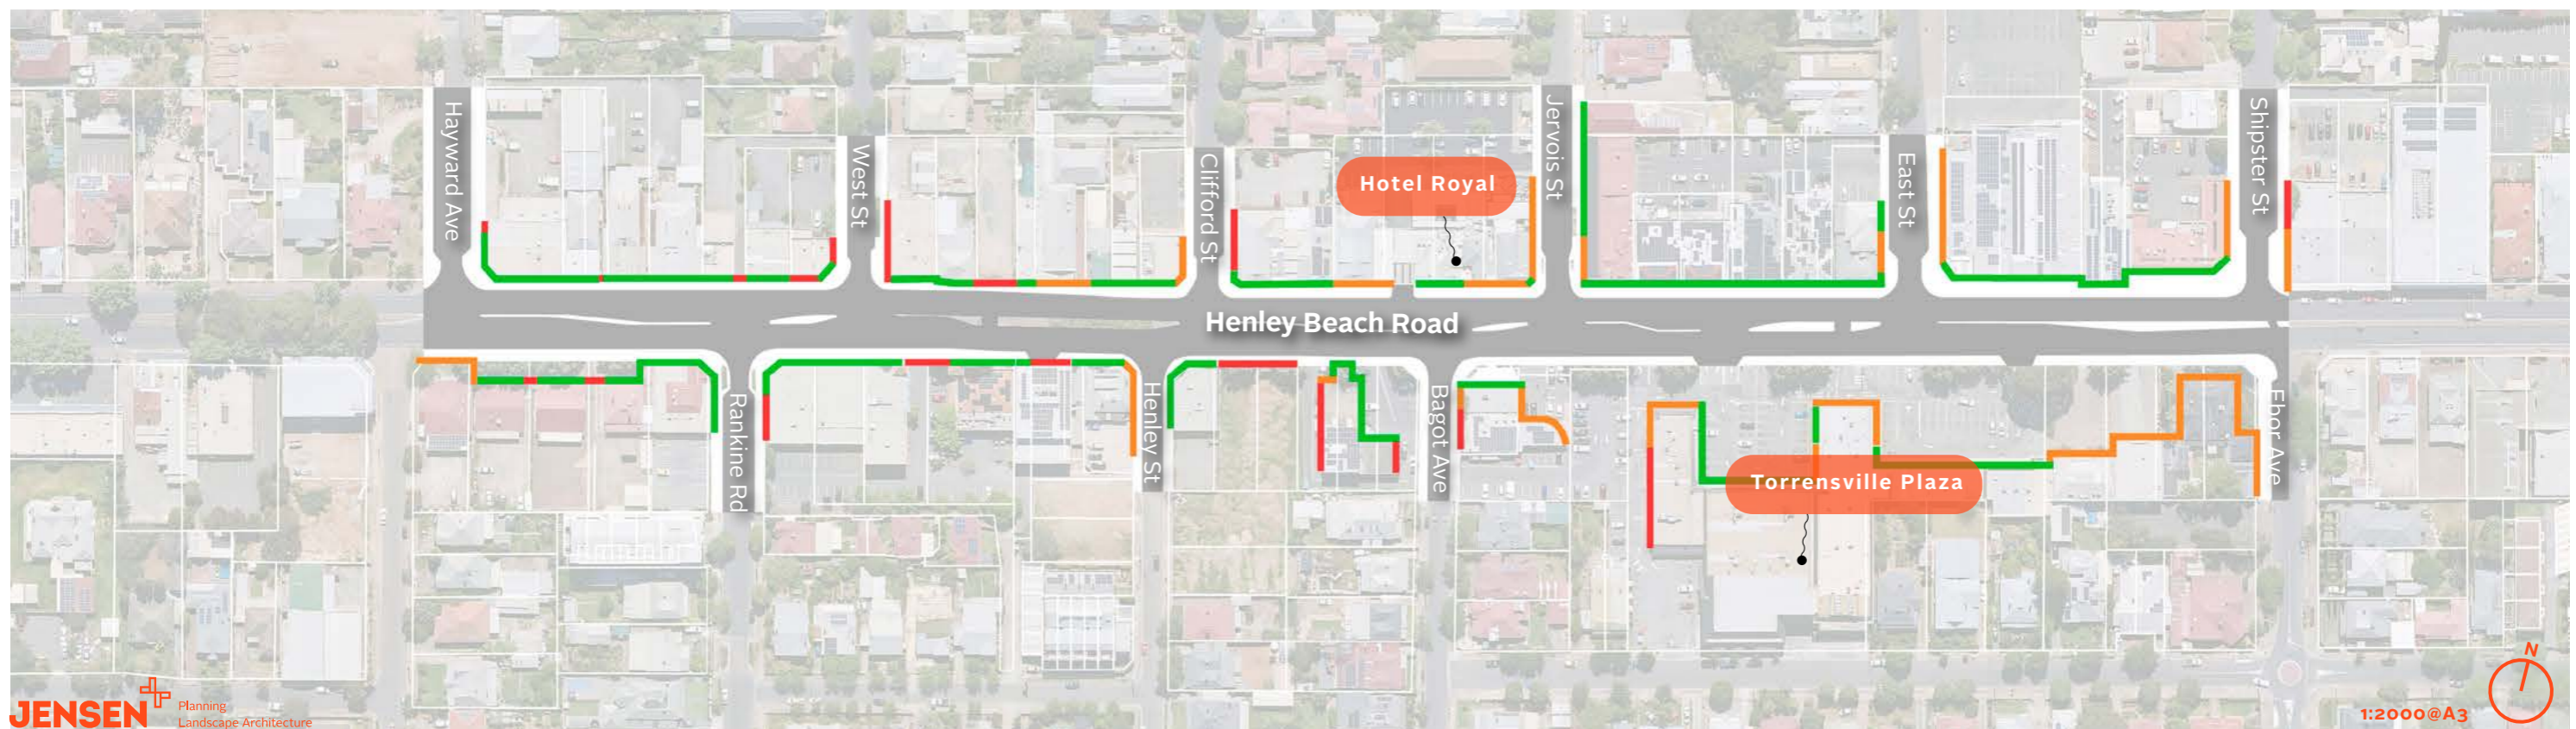 Hayward Ave
West St
Clifford St
Hotel Royal
Jervois St
East St
Shipster St
Henley Beach Road
Rankine Rd
Henley St
Bagot Ave
Torrensville Plaza
Ebor Ave
JENSEN
Planning
Landscape Architecture
N
1:2000@A3